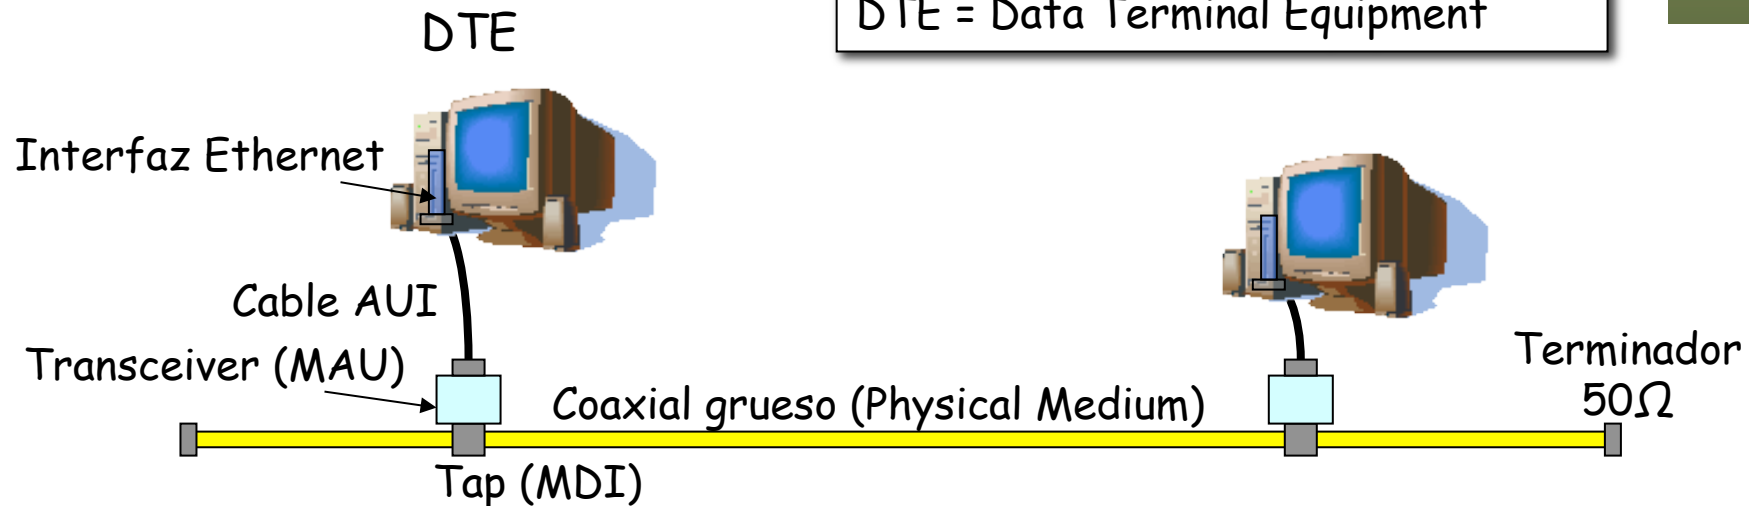 DTE = Data Terminal Equipment
DTE
Interfaz Ethernet
Cable AUI
Transceiver (MAU)
Coaxial grueso (Physical Medium)
Terminador
50Ω
Tap (MDI)